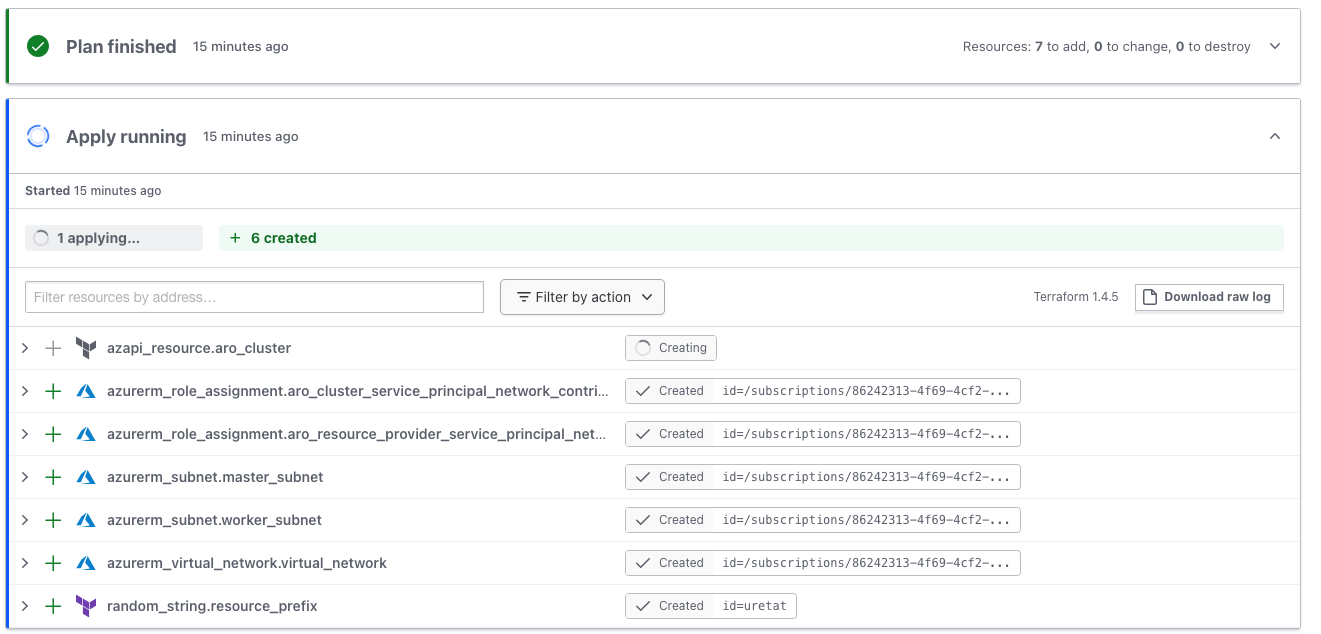 Plan finished 15 minutes ago Resources: 7 to add, 0 to change, 0 to destroy
Apply running 15 minutes ago
Started 15 minutes ago
1 applying... + 6 created
Filter resources by address... Filter by action Terraform 1.4.5 Download raw log
azapi_resource.aro_cluster Creating
azurerm_role_assignment.aro_cluster_service_principal_network_contri... Created id=/subscriptions/86242313-4f69-4cf2-...
azurerm_role_assignment.aro_resource_provider_service_principal_net... Created id=/subscriptions/86242313-4f69-4cf2-...
azurerm_subnet.master_subnet Created id=/subscriptions/86242313-4f69-4cf2-...
azurerm_subnet.worker_subnet Created id=/subscriptions/86242313-4f69-4cf2-...
azurerm_virtual_network.virtual_network Created id=/subscriptions/86242313-4f69-4cf2-...
random_string.resource_prefix Created id=uretat